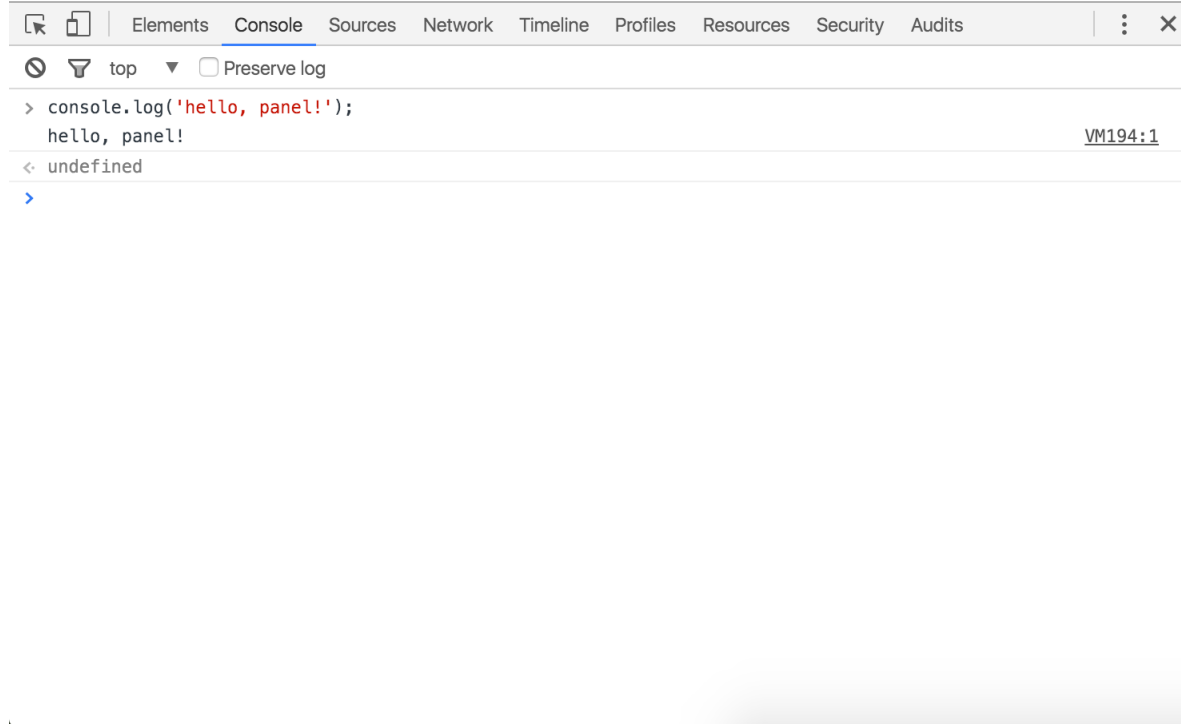 Elements Console Sources Network Timeline Profiles Resources Security Audits
top Preserve log
> console.log('hello, panel!');
hello, panel! VM194:1
undefined
>